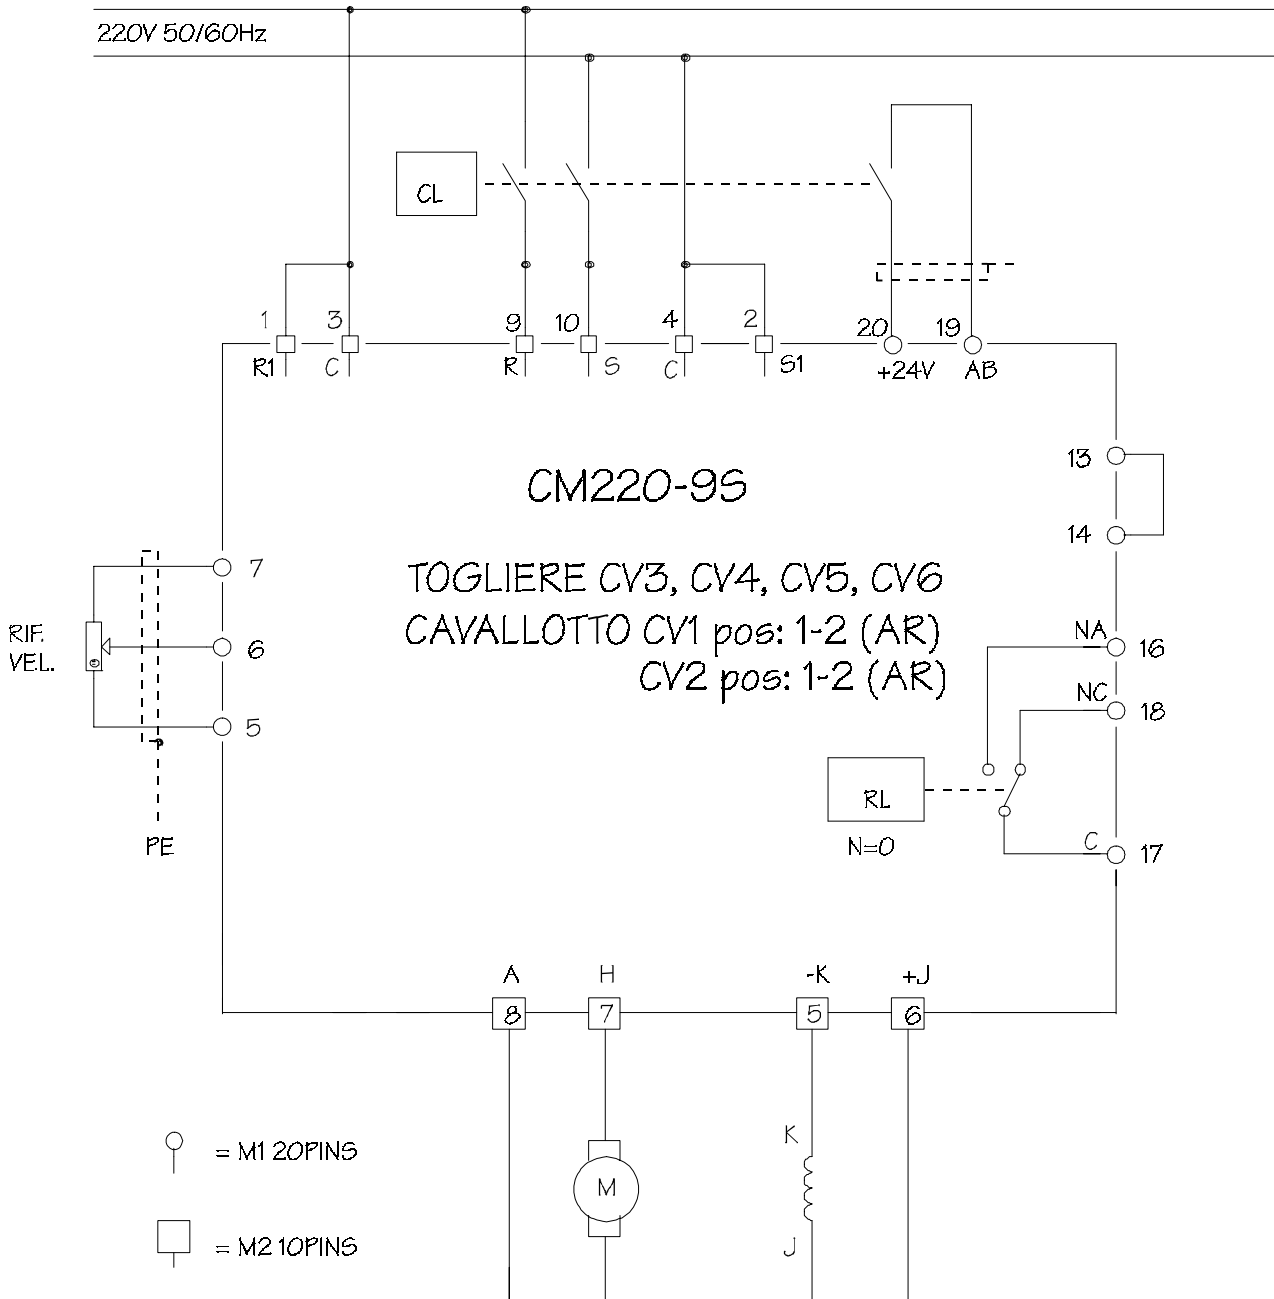 220V 50/60Hz
CL
1 3 9 10 4 2 20 19
R1 C R S C S1 +24V AB
13
CM220-9S
14
7
TOGLIERE CV3, CV4, CV5, CV6
RIF.
VEL.
CAVALLOTTO CV1 pos: 1-2 (AR)
NA
6
16
CV2 pos: 1-2 (AR)
NC
18
5
RL
PE
N=0
C
17
A H -K +J
8 7 5 6
K
= M1 20PINS
M
J
= M2 10PINS